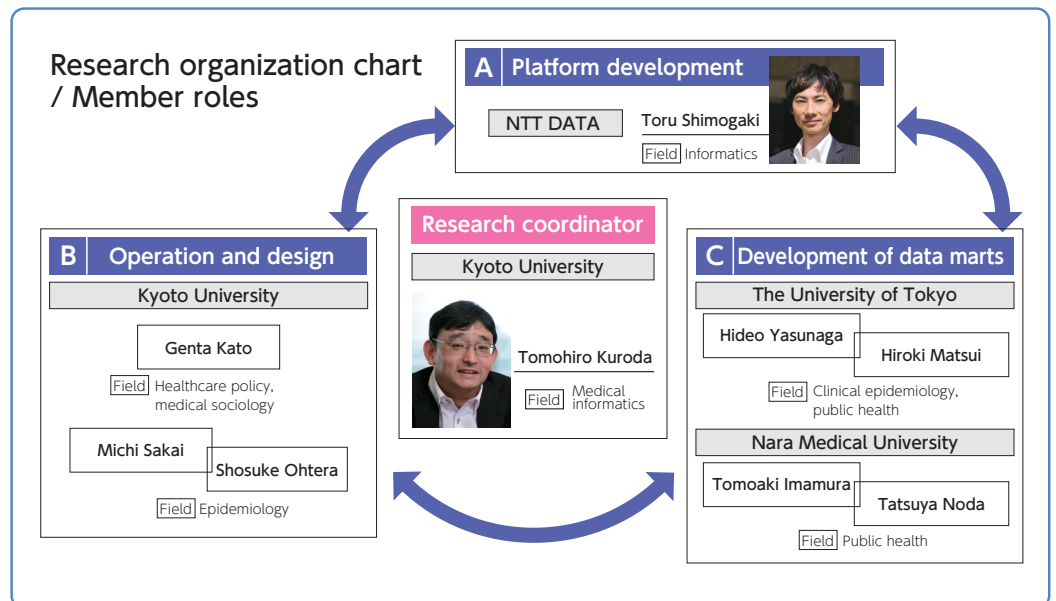 Research organization chart
/ Member roles
A Platform development
NTT DATA
Toru Shimogaki
Field Informatics
B Operation and design
Kyoto University
Genta Kato
Field Healthcare policy,
medical sociology
Michi Sakai
Shosuke Ohtera
Field Epidemiology
Research coordinator
Kyoto University
Tomohiro Kuroda
Field Medical
informatics
C Development of data marts
The University of Tokyo
Hideo Yasunaga
Hiroki Matsui
Field Clinical epidemiology,
public health
Nara Medical University
Tomoaki Imamura
Tatsuya Noda
Field Public health